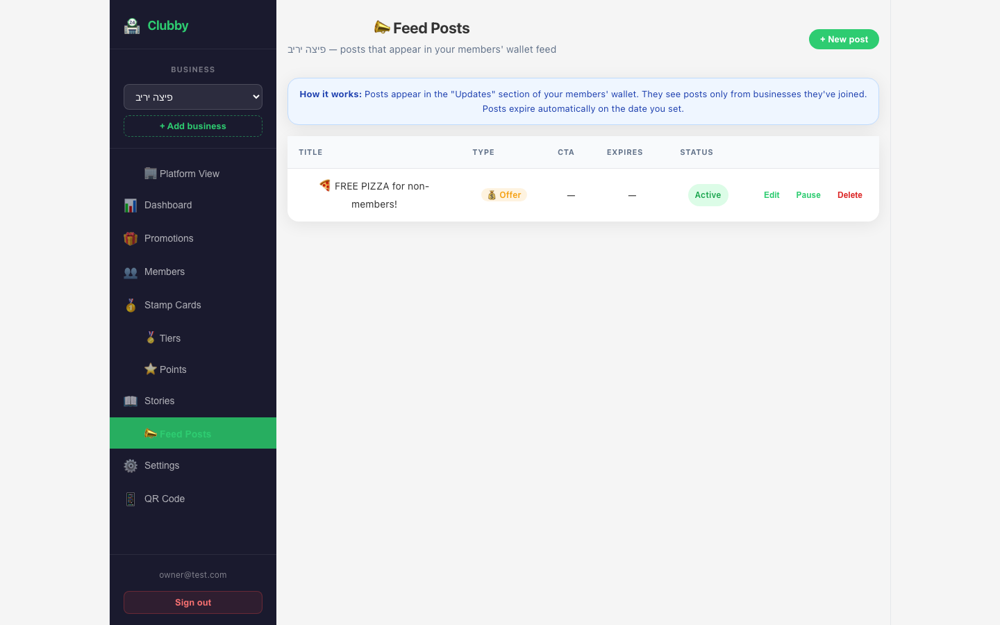 Clubby
BUSINESS
פיצה יריב
+ Add business
Platform View
Dashboard
Promotions
Members
Stamp Cards
Tiers
Points
Stories
Feed Posts
Settings
QR Code
owner@test.com
Sign out
Feed Posts
פיצה יריב — posts that appear in your members' wallet feed
+ New post
How it works: Posts appear in the "Updates" section of your members' wallet. They see posts only from businesses they've joined.
Posts expire automatically on the date you set.
TITLE TYPE CTA EXPIRES STATUS
🍕 FREE PIZZA for non-
members!
💰 Offer — — Active Edit Pause Delete